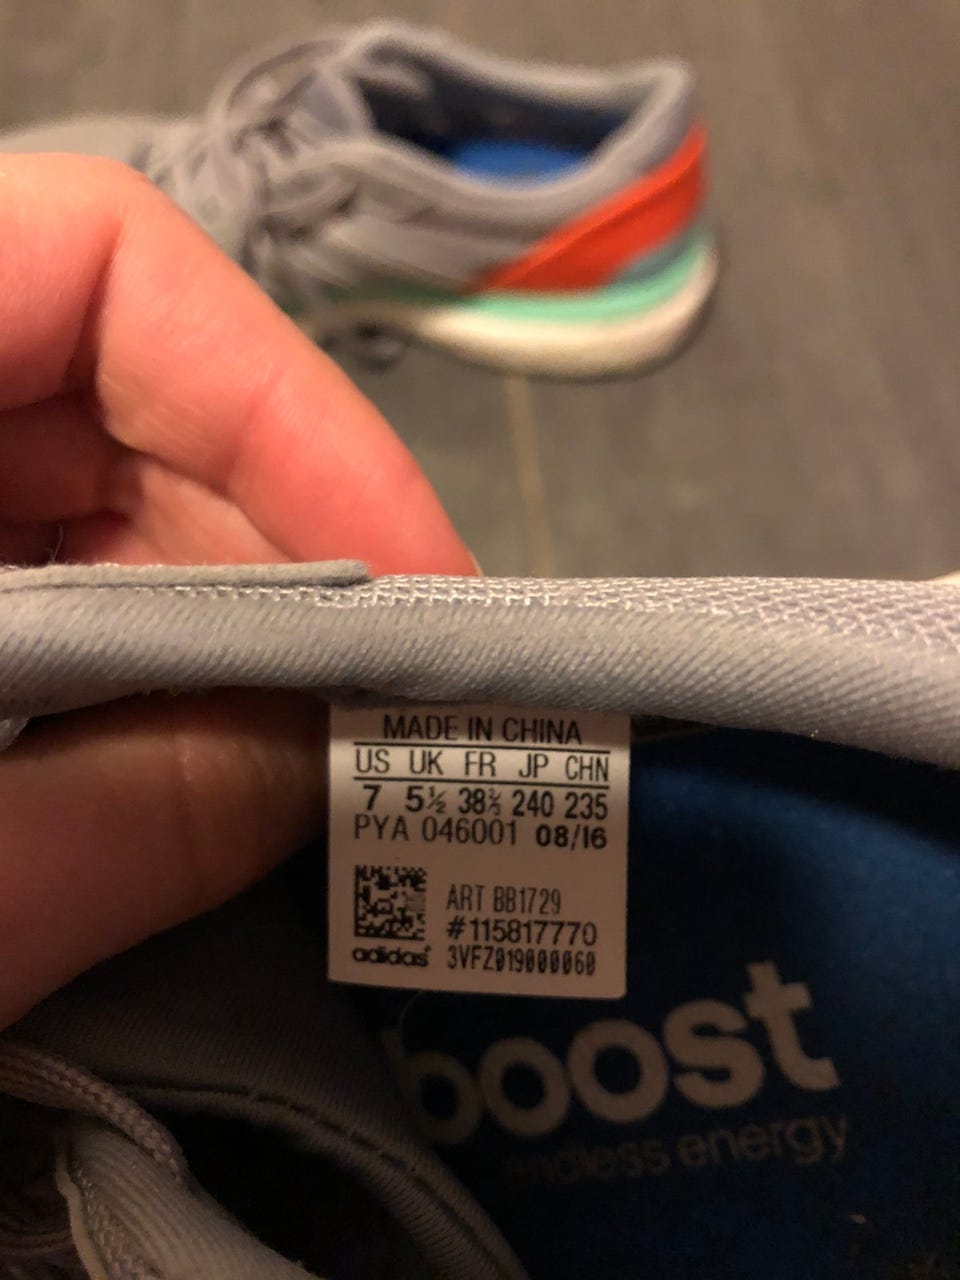 MADE IN CHINA
US UK FR JP CHN
7 5½ 38⅔ 240 235
PYA 046001 08/16
ART BB1729
#115817770
adidas 3VFZ019000060
boost
endless energy